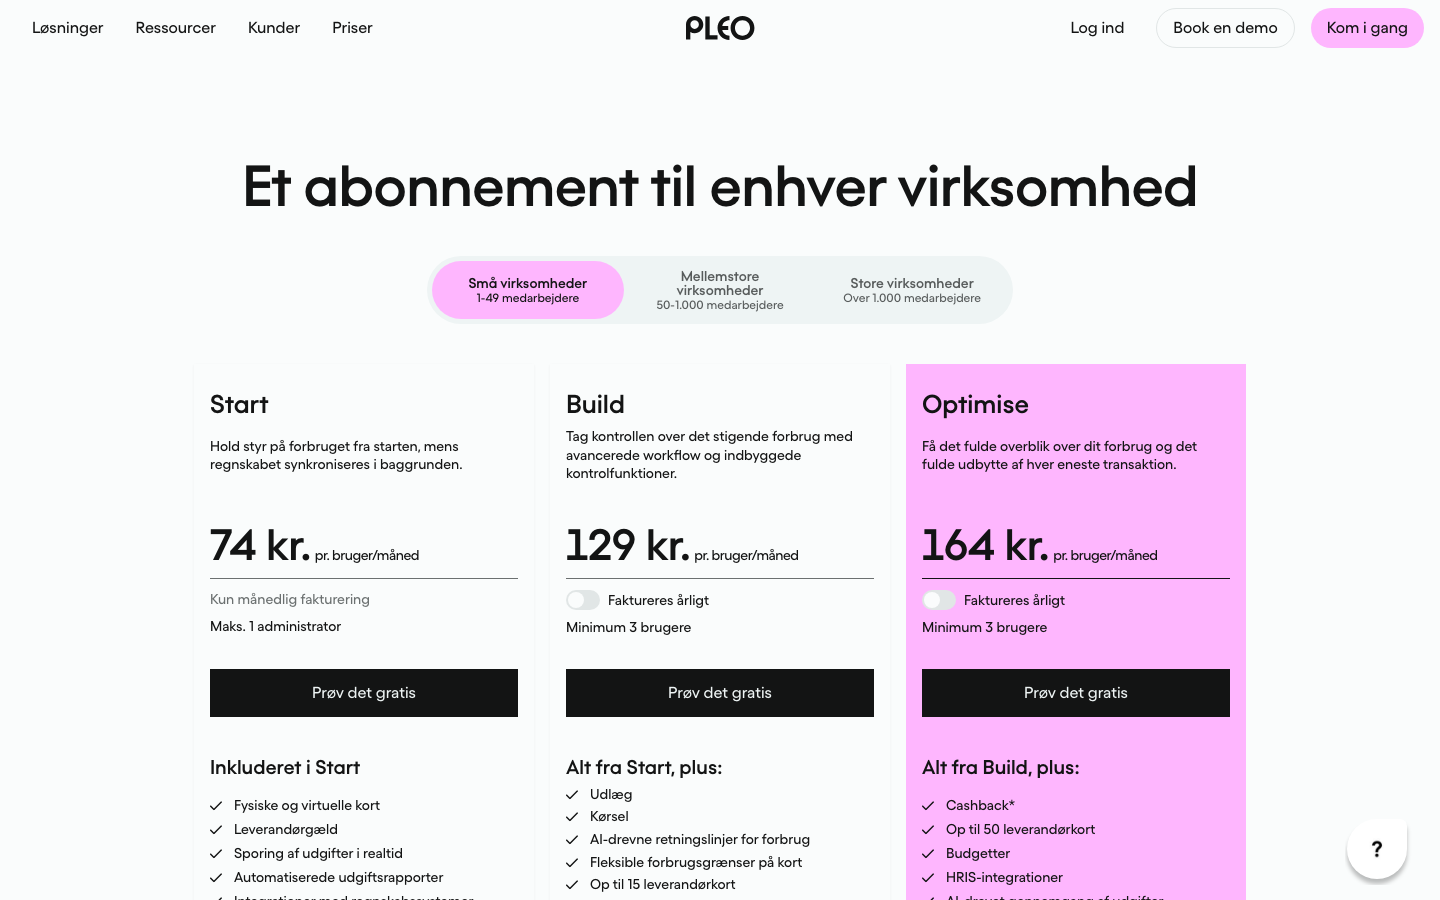 Løsninger
Ressourcer
Kunder
Priser
PLEO
Log ind
Book en demo
Kom i gang
Et abonnement til enhver virksomhed
Små virksomheder
1-49 medarbejdere
Mellemstore
virksomheder
50-1.000 medarbejdere
Store virksomheder
Over 1.000 medarbejdere
Start
Hold styr på forbruget fra starten, mens
regnskabet synkroniseres i baggrunden.
74 kr. pr. bruger/måned
Kun månedlig fakturering
Maks. 1 administrator
Prøv det gratis
Inkluderet i Start
Fysiske og virtuelle kort
Leverandørgæld
Sporing af udgifter i realtid
Automatiserede udgiftsrapporter
Integrationer med regnskabssystemer
Build
Tag kontrollen over det stigende forbrug med
avancerede workflow og indbyggede
kontrolfunktioner.
129 kr. pr. bruger/måned
Faktureres årligt
Minimum 3 brugere
Prøv det gratis
Alt fra Start, plus:
Udlæg
Kørsel
AI-drevne retningslinjer for forbrug
Fleksible forbrugsgrænser på kort
Op til 15 leverandørkort
Optimise
Få det fulde overblik over dit forbrug og det
fulde udbytte af hver eneste transaktion.
164 kr. pr. bruger/måned
Faktureres årligt
Minimum 3 brugere
Prøv det gratis
Alt fra Build, plus:
Cashback*
Op til 50 leverandørkort
Budgetter
HRIS-integrationer
AI-drevet gennemgang af udgifter
?